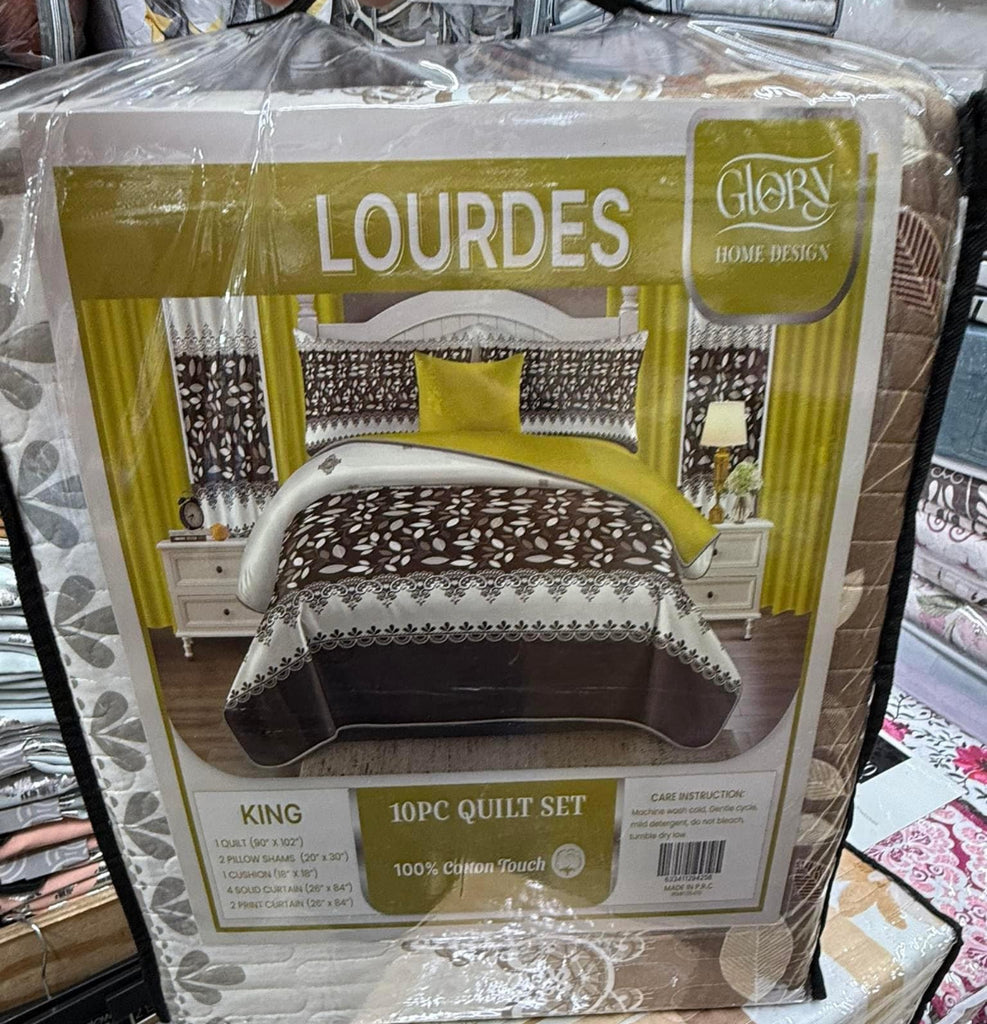 LOURDES
GLORY
HOME DESIGN
KING
1 QUILT (90" X 102")
2 PILLOW SHAMS (20" x 30")
1 CUSHION (18" X 18")
4 SOLID CURTAIN (26" x 84")
2 PRINT CURTAIN (26" x 84")
10PC QUILT SET
100% Cotton Touch
CARE INSTRUCTION:
Machine wash cold, Gentle cycle,
mild detergent, do not bleach,
tumble dry low
MADE IN P.R.C